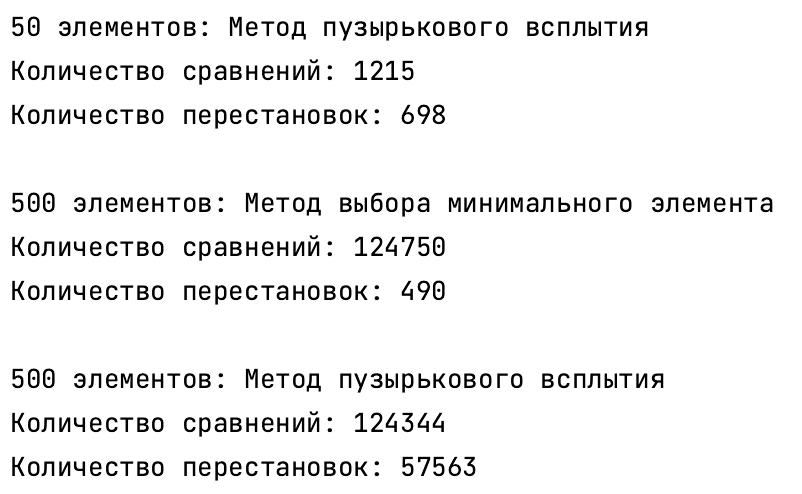 50 элементов: Метод пузырькового всплытия
Количество сравнений: 1215
Количество перестановок: 698
500 элементов: Метод выбора минимального элемента
Количество сравнений: 124750
Количество перестановок: 490
500 элементов: Метод пузырькового всплытия
Количество сравнений: 124344
Количество перестановок: 57563